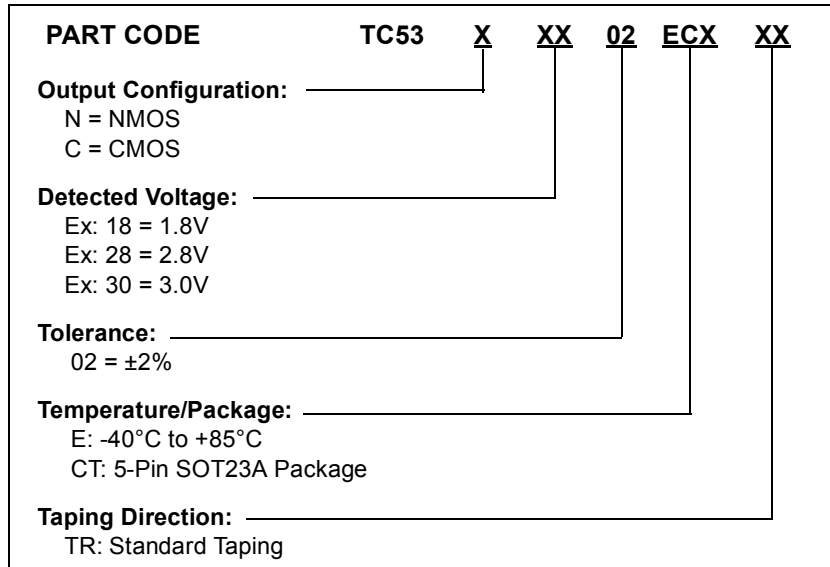 PART CODE TC53 X XX 02 ECX XX
Output Configuration:
N = NMOS
C = CMOS
Detected Voltage:
Ex: 18 = 1.8V
Ex: 28 = 2.8V
Ex: 30 = 3.0V
Tolerance:
02 = ±2%
Temperature/Package:
E: -40°C to +85°C
CT: 5-Pin SOT23A Package
Taping Direction:
TR: Standard Taping